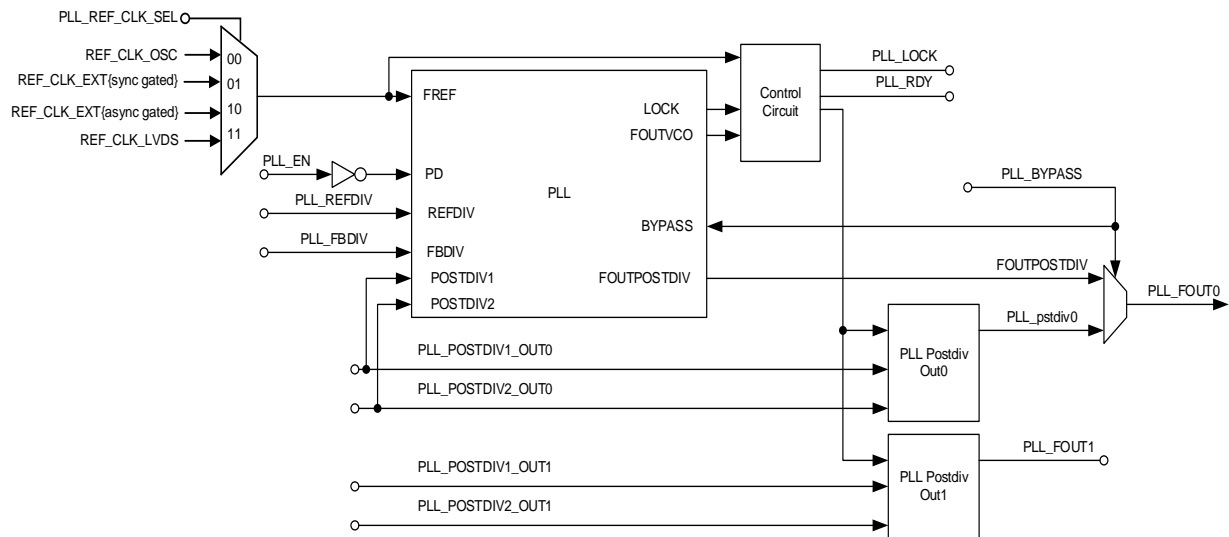 PLL_REF_CLK_SEL
REF_CLK_OSC
00
REF_CLK_EXT{sync gated}
01
REF_CLK_EXT{async gated}
10
REF_CLK_LVDS
11
PLL_EN
PLL_REFDIV
PLL_FBDIV
FREF
PD
REFDIV
FBDIV
POSTDIV1
POSTDIV2
PLL
LOCK
FOUTVCO
BYPASS
FOUTPOSTDIV
Control
Circuit
PLL_LOCK
PLL_RDY
PLL_BYPASS
FOUTPOSTDIV
PLL_FOUT0
PLL_pstdiv0
PLL_POSTDIV1_OUT0
PLL_POSTDIV2_OUT0
PLL Postdiv
Out0
PLL_POSTDIV1_OUT1
PLL_POSTDIV2_OUT1
PLL Postdiv
Out1
PLL_FOUT1